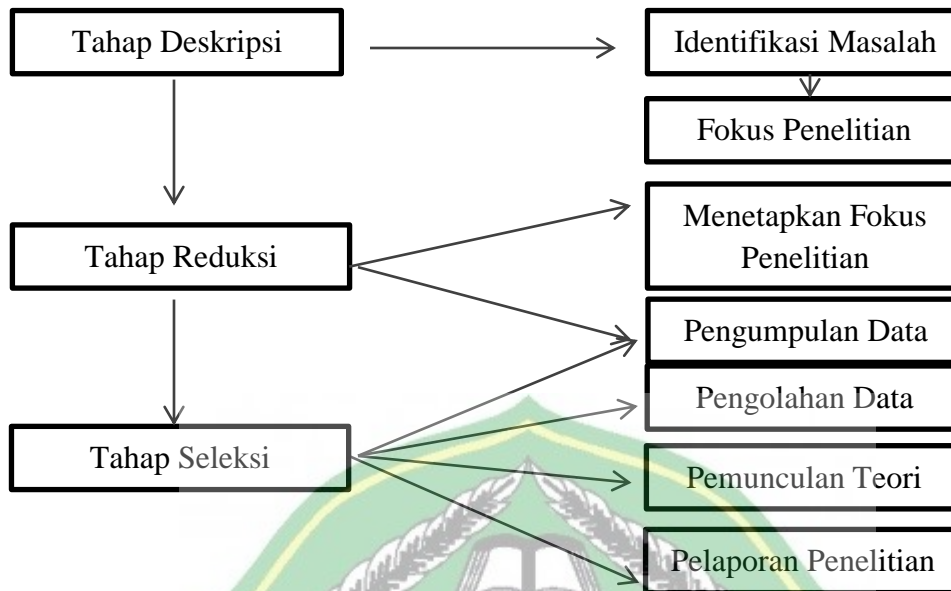 Tahap Deskripsi
Identifikasi Masalah
Fokus Penelitian
Tahap Reduksi
Menetapkan Fokus
Penelitian
Pengumpulan Data
Pengolahan Data
Tahap Seleksi
Pemunculan Teori
Pelaporan Penelitian